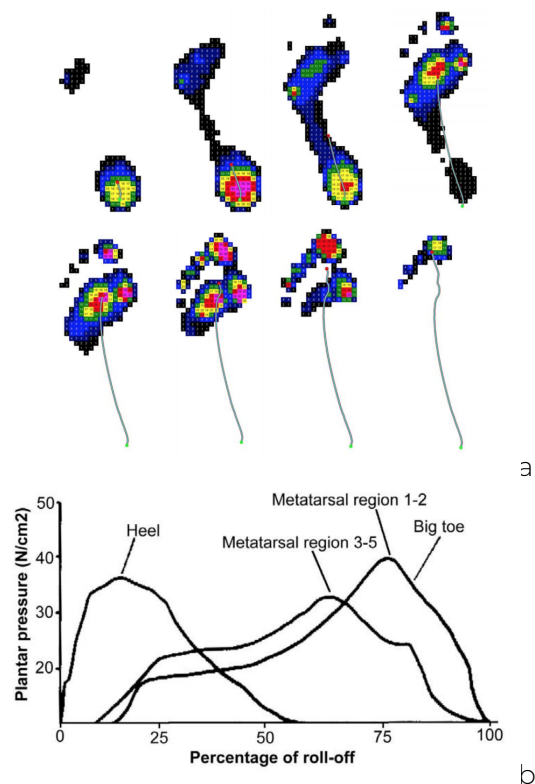 a
50
Metatarsal region 1-2
Heel
Metatarsal region 3-5
Big toe
40
30
20
Plantar pressure (N/cm2)
0
25
50
75
100
Percentage of roll-off
b